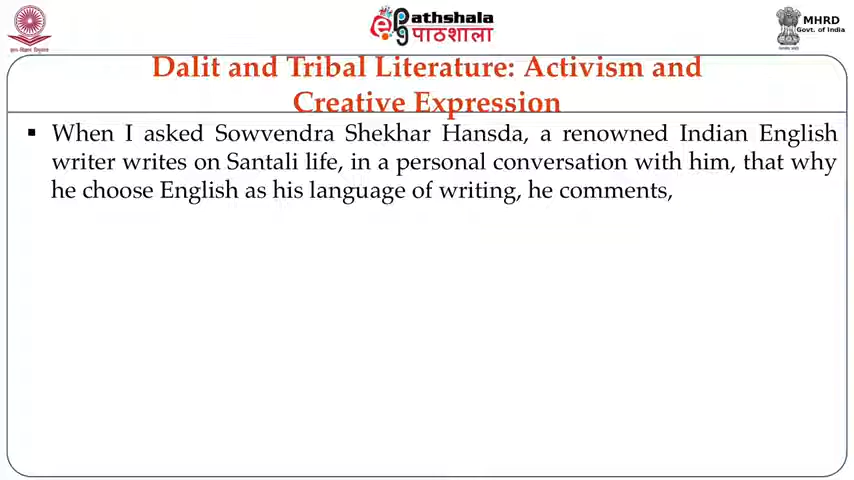 epathshala
पाठशाला
MHRD
Govt. of India
Dalit and Tribal Literature: Activism and
Creative Expression
▪ When I asked Sowvendra Shekhar Hansda, a renowned Indian English
writer writes on Santali life, in a personal conversation with him, that why
he choose English as his language of writing, he comments,